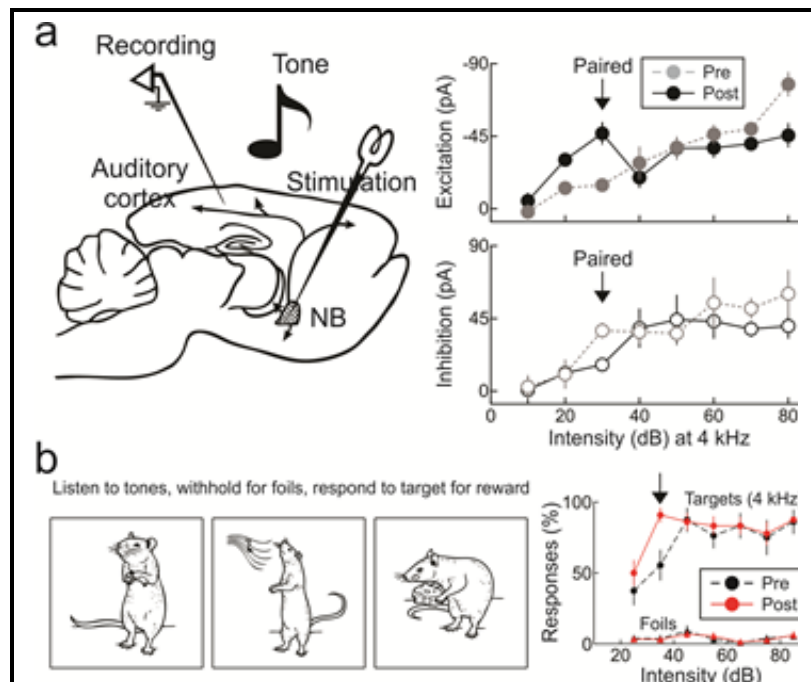 a
Recording
Tone
Auditory
cortex
Stimulation
NB
Paired
Pre
Post
-90
-45
0
Excitation (pA)
Paired
90
45
0
Inhibition (pA)
0 20 40 60 80
Intensity (dB) at 4 kHz
b
Listen to tones, withhold for foils, respond to target for reward
Targets (4 kHz
100
50
0
Responses (%)
Pre
Post
Foils
20 40 60 80
Intensity (dB)